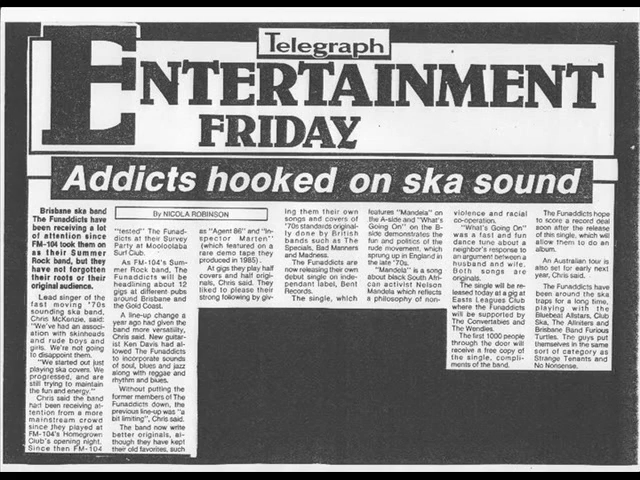 Telegraph
ENTERTAINMENT
FRIDAY
Addicts hooked on ska sound
By NICOLA ROBINSON
Brisbane ska band
The Funaddicts have
been receiving a lot
of attention since
FM-104 took them on
as their Summer
Rock band, but they
have not forgotten
their roots or their
original audience.
Lead singer of the
fast moving '70s
sounding ska band,
Chris McKenzie, said:
"We've had an associ-
ation with skinheads
and rude boys and
girls. We're not going
to disappoint them.
"We started out just
playing ska covers. We
progressed, and are
still trying to maintain
the fun and energy."
Chris said the band
had been receiving at-
tention from a more
mainstream crowd
since they played at
FM-104's Homegrown
Club's opening night.
Since then FM-104
"tested" The Funad-
dicts at their Survey
Party at Mooloolaba
Surf Club.
As FM-104's Sum-
mer Rock band, The
Funaddicts will be
headlining about 12
gigs at different pubs
around Brisbane and
the Gold Coast.
A line-up change a
year ago had given the
band more versatility,
Chris said. New guitar-
ist Ken Davis had al-
lowed The Funaddicts
to incorporate sounds
of soul, blues and jazz
along with reggae and
rhythm and blues.
Without putting the
former members of The
Funaddicts down, the
previous line-up was "a
bit limiting", Chris said.
The band now write
better originals, al-
though they have kept
their old favorites, such
as "Agent 86" and "In-
spector Marten"
(which featured on a
rare demo tape they
produced in 1985).
At gigs they play half
covers and half origi-
nals, Chris said. They
liked to please their
strong following by giv-
ing them their own
songs and covers of
'70s standards original-
ly done by British
bands such as The
Specials, Bad Manners
and Madness.
The Funaddicts are
now releasing their own
debut single on inde-
pendant label, Bent
Records.
The single, which
features "Mandela" on
the A-side and "What's
Going On" on the B-
side demonstrates the
fun and politics of the
rude movement, which
sprung up in England in
the late '70s.
"Mandela" is a song
about black South Afri-
can activist Nelson
Mandela which reflects
a philosophy of non-
violence and racial
co-operation.
"What's Going On"
was a fast and fun
dance tune about a
neighbor's response to
an argument between a
husband and wife.
Both songs are
originals.
The single will be re-
leased today at a gig at
Easts Leagues Club
where the Funaddicts
will be supported by
The Convertables and
The Wendies.
The first 1000 people
through the door will
receive a free copy of
the single, compli-
ments of the band.
The Funaddicts hope
to score a record deal
soon after the release
of this single, which will
allow them to do an
album.
An Australian tour is
also set for early next
year, Chris said.
The Funaddicts have
been around the ska
traps for a long time,
playing with the
Bluebeat Allstars, Club
Ska, The Allniters and
Brisbane Band Furious
Turtles. The guys put
themselves in the same
sort of category as
Strange Tenants and
No Nonsense.